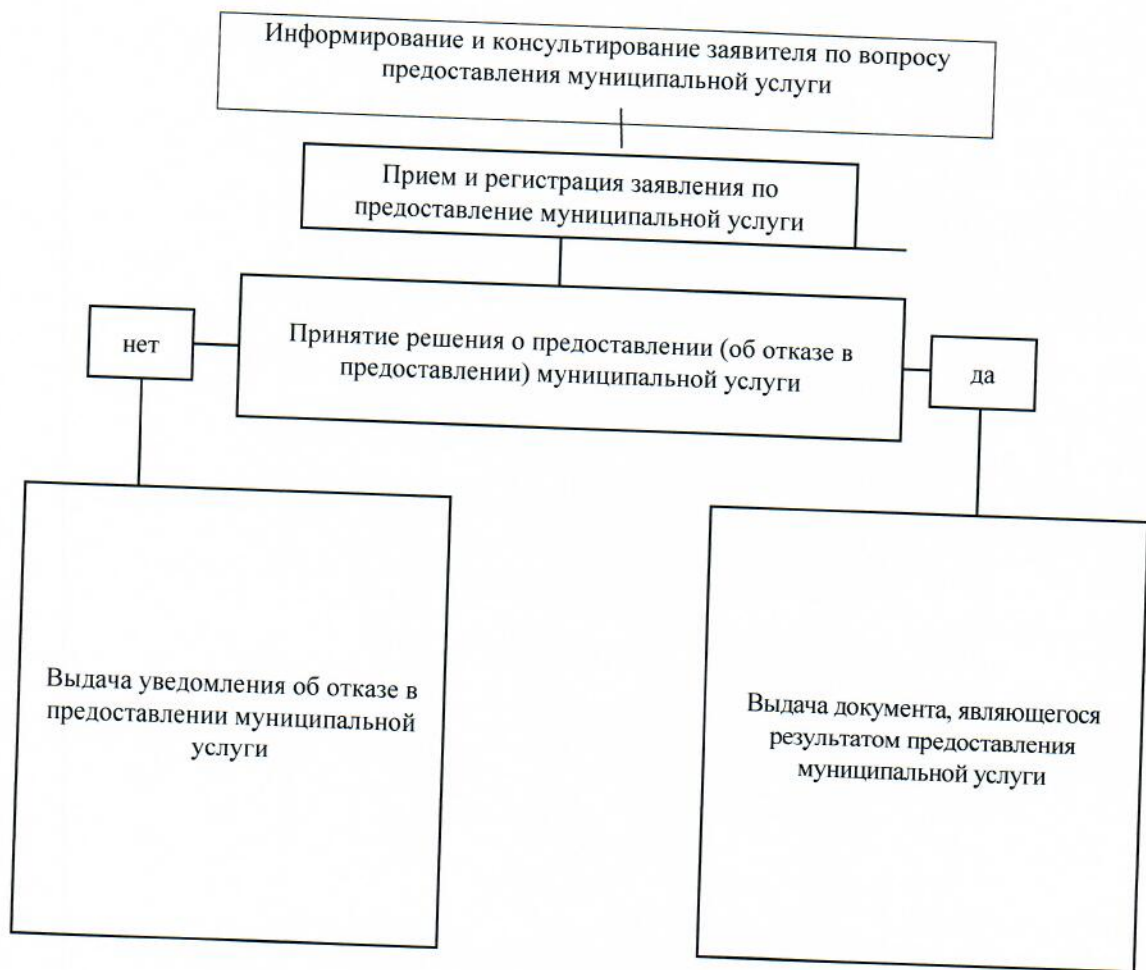 Информирование и консультирование заявителя по вопросу
предоставления муниципальной услуги
Прием и регистрация заявления по
предоставление муниципальной услуги
нет
Принятие решения о предоставлении (об отказе в
предоставлении) муниципальной услуги
да
Выдача уведомления об отказе в
предоставлении муниципальной
услуги
Выдача документа, являющегося
результатом предоставления
муниципальной услуги